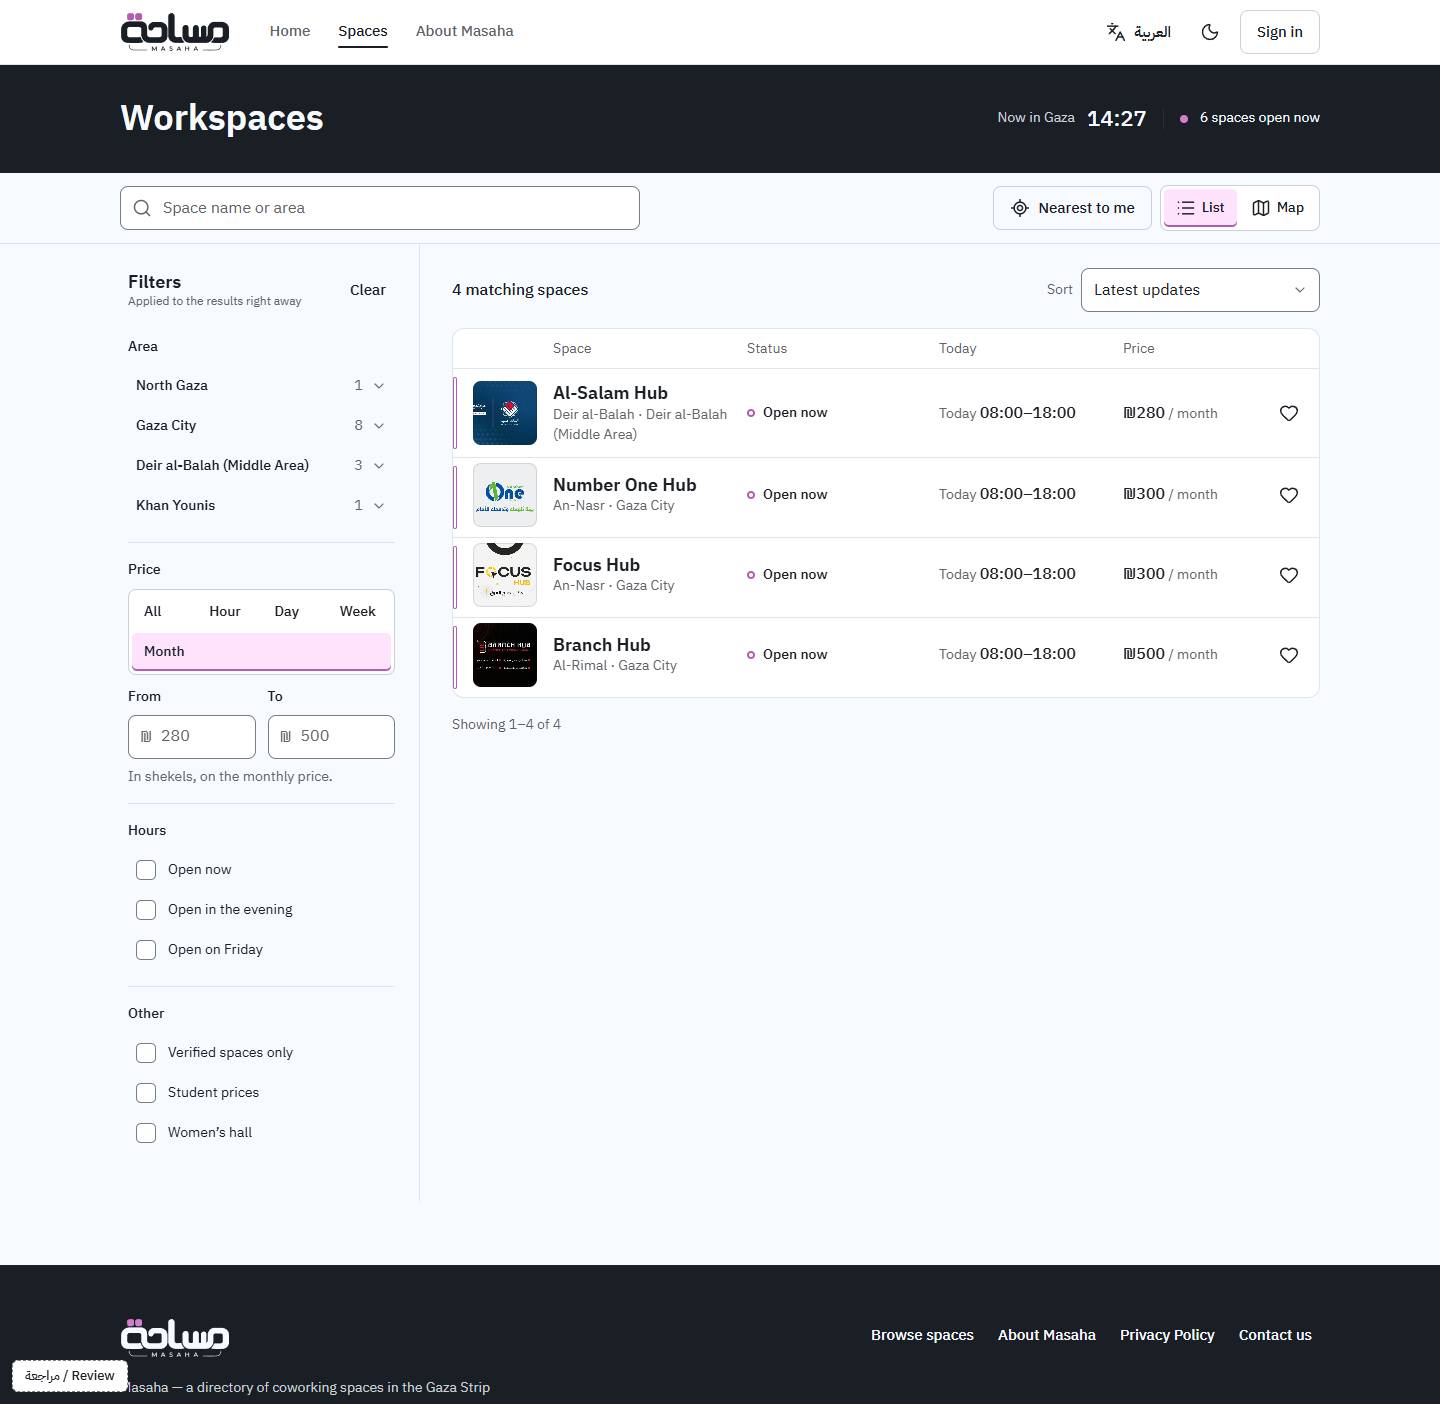 مساحة
MASAHA
Home
Spaces
About Masaha
العربية
Sign in
Workspaces
Now in Gaza 14:27
6 spaces open now
Space name or area
Nearest to me
List
Map
Filters
Clear
Applied to the results right away
Area
North Gaza 1
Gaza City 8
Deir al-Balah (Middle Area) 3
Khan Younis 1
Price
All Hour Day Week
Month
From To
₪ 280 ₪ 500
In shekels, on the monthly price.
Hours
Open now
Open in the evening
Open on Friday
Other
Verified spaces only
Student prices
Women’s hall
4 matching spaces
Sort Latest updates
Space Status Today Price
Al-Salam Hub
Deir al-Balah · Deir al-Balah
(Middle Area)
Open now
Today 08:00–18:00
₪280 / month
One
Number One Hub
An-Nasr · Gaza City
Open now
Today 08:00–18:00
₪300 / month
FOCUS
HUB
Focus Hub
An-Nasr · Gaza City
Open now
Today 08:00–18:00
₪300 / month
BRANCH HUB
Branch Hub
Al-Rimal · Gaza City
Open now
Today 08:00–18:00
₪500 / month
Showing 1–4 of 4
مساحة
MASAHA
Browse spaces
About Masaha
Privacy Policy
Contact us
مراجعة / Review
Masaha — a directory of coworking spaces in the Gaza Strip